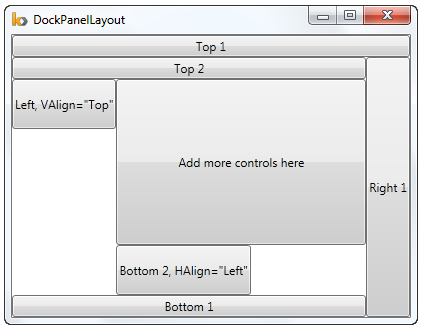 DockPanelLayout
Top 1
Top 2
Left, VAlign="Top"
Add more controls here
Right 1
Bottom 2, HAlign="Left"
Bottom 1